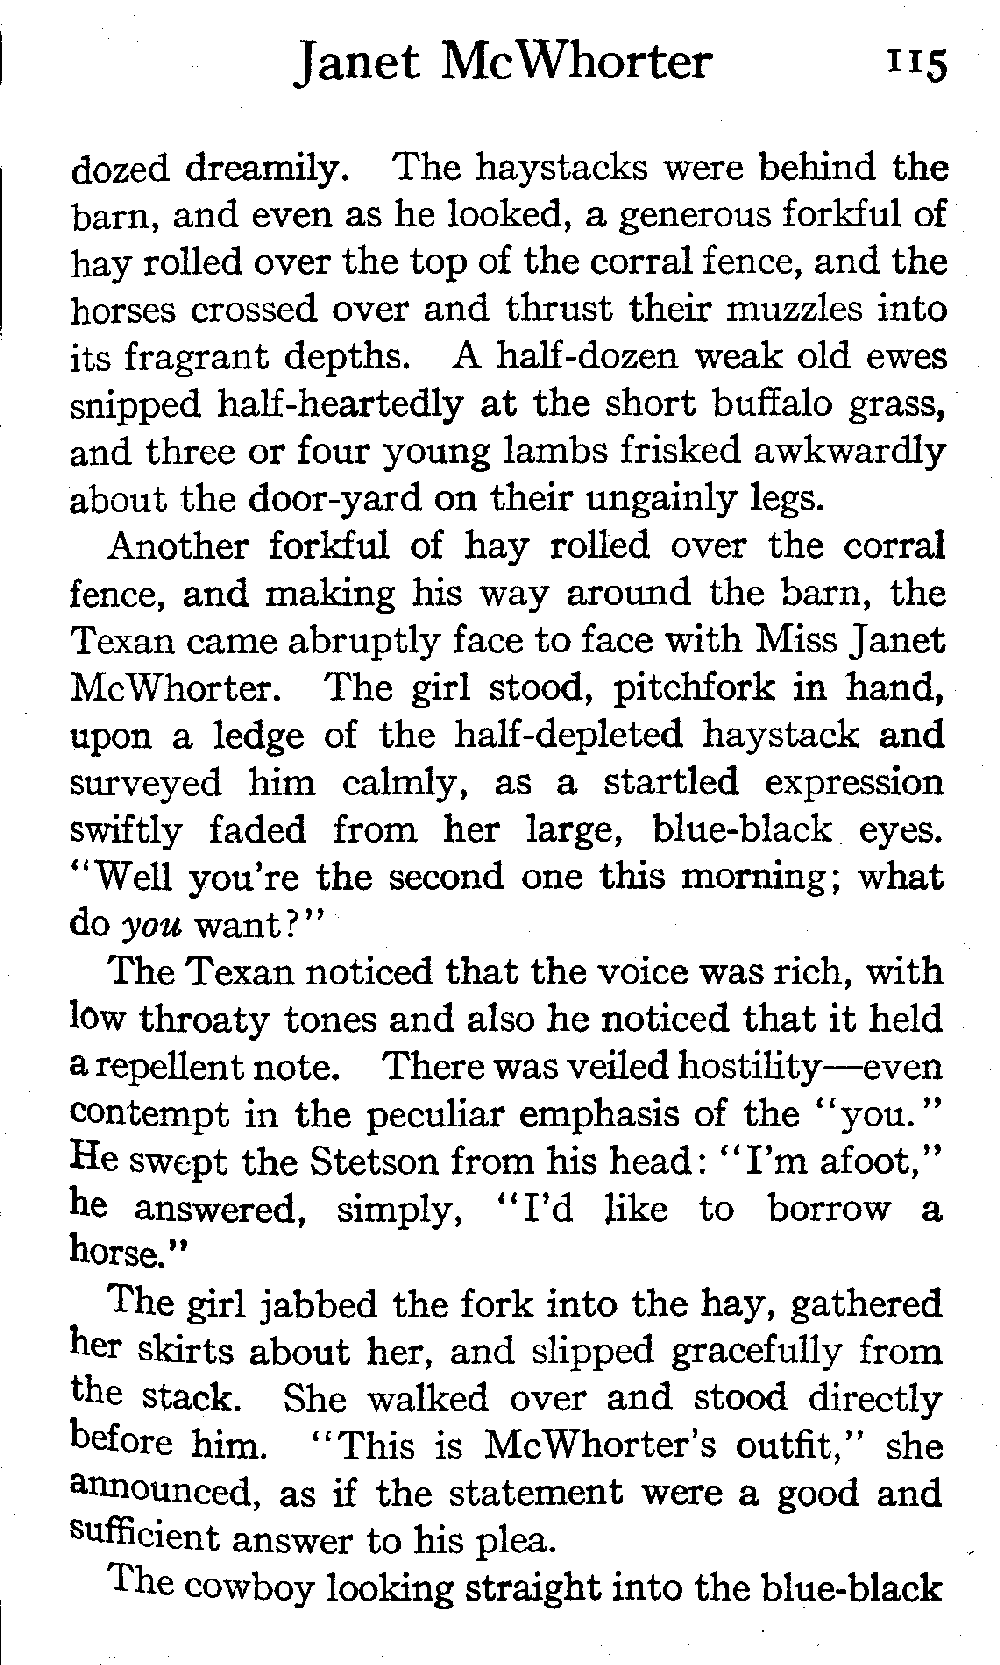 Janet McWhorter 115
dozed dreamily. The haystacks were behind the
barn, and even as he looked, a generous forkful of
hay rolled over the top of the corral fence, and the
horses crossed over and thrust their muzzles into
its fragrant depths. A half-dozen weak old ewes
snipped half-heartedly at the short buffalo grass,
and three or four young lambs frisked awkwardly
about the door-yard on their ungainly legs.
Another forkful of hay rolled over the corral
fence, and making his way around the barn, the
Texan came abruptly face to face with Miss Janet
McWhorter. The girl stood, pitchfork in hand,
upon a ledge of the half-depleted haystack and
surveyed him calmly, as a startled expression
swiftly faded from her large, blue-black eyes.
“Well you’re the second one this morning; what
do you want?”
The Texan noticed that the voice was rich, with
low throaty tones and also he noticed that it held
a repellent note. There was veiled hostility—even
contempt in the peculiar emphasis of the “you.”
He swept the Stetson from his head: “I’m afoot,”
he answered, simply, “I’d like to borrow a
horse.”
The girl jabbed the fork into the hay, gathered
her skirts about her, and slipped gracefully from
the stack. She walked over and stood directly
before him. “This is McWhorter’s outfit,” she
announced, as if the statement were a good and
sufficient answer to his plea.
The cowboy looking straight into the blue-black